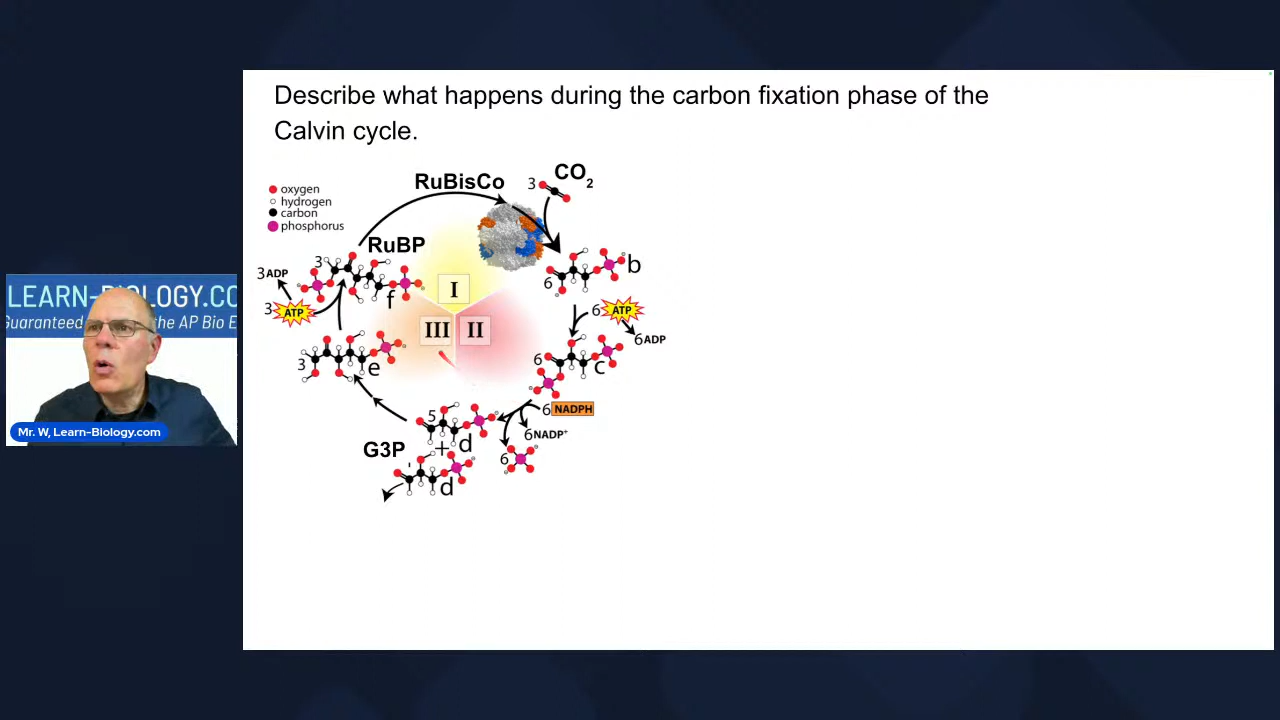 Describe what happens during the carbon fixation phase of the
Calvin cycle.
RuBisCo
3
CO2
oxygen
hydrogen
carbon
phosphorus
RuBP
3
f
3 ADP
3 ATP
I
III
II
6
b
6 ATP
6 ADP
6
c
3
e
6 NADPH
6 NADP+
6
5
d
+
G3P
d
LEARN-BIOLOGY.CO
Guaranteed
the AP Bio E
Mr. W, Learn-Biology.com